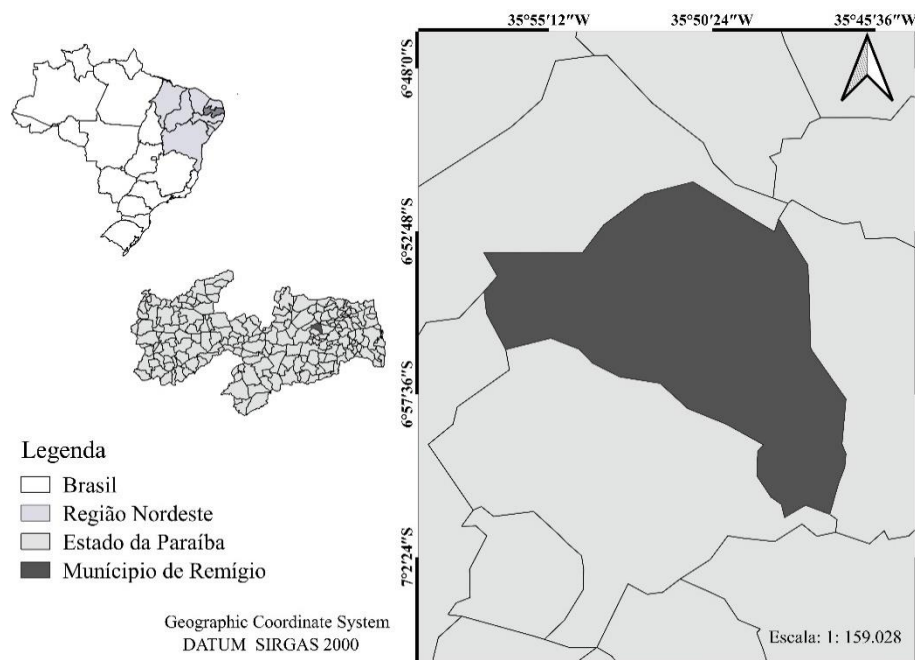 35°55'12"W 35°50'24"W 35°45'36"W
6°48'0"S
6°52'48"S
6°57'36"S
7°2'24"S
Legenda
Brasil
Região Nordeste
Estado da Paraíba
Munícipio de Remígio
Geographic Coordinate System
DATUM SIRGAS 2000
Escala: 1: 159.028